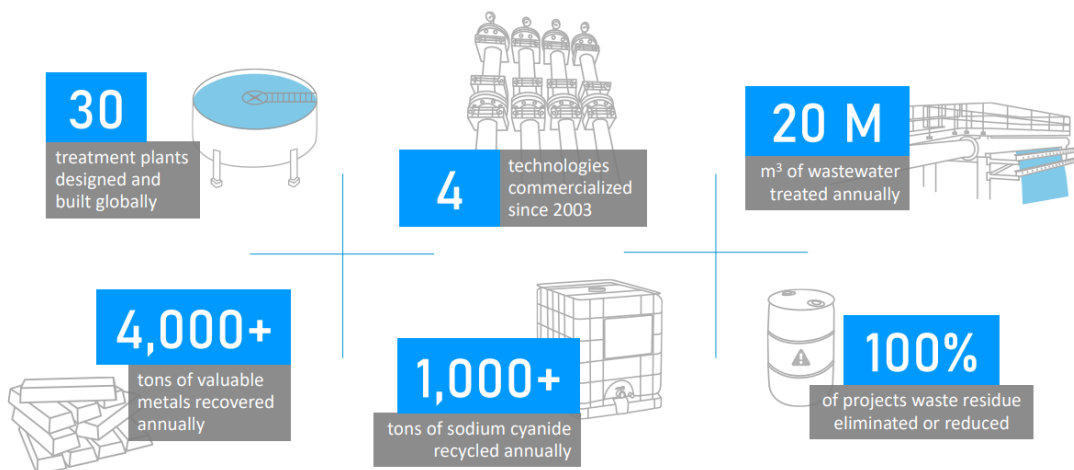 30
treatment plants
designed and
built globally
4
technologies
commercialized
since 2003
20 M
m³ of wastewater
treated annually
4,000+
tons of valuable
metals recovered
annually
1,000+
tons of sodium cyanide
recycled annually
100%
of projects waste residue
eliminated or reduced